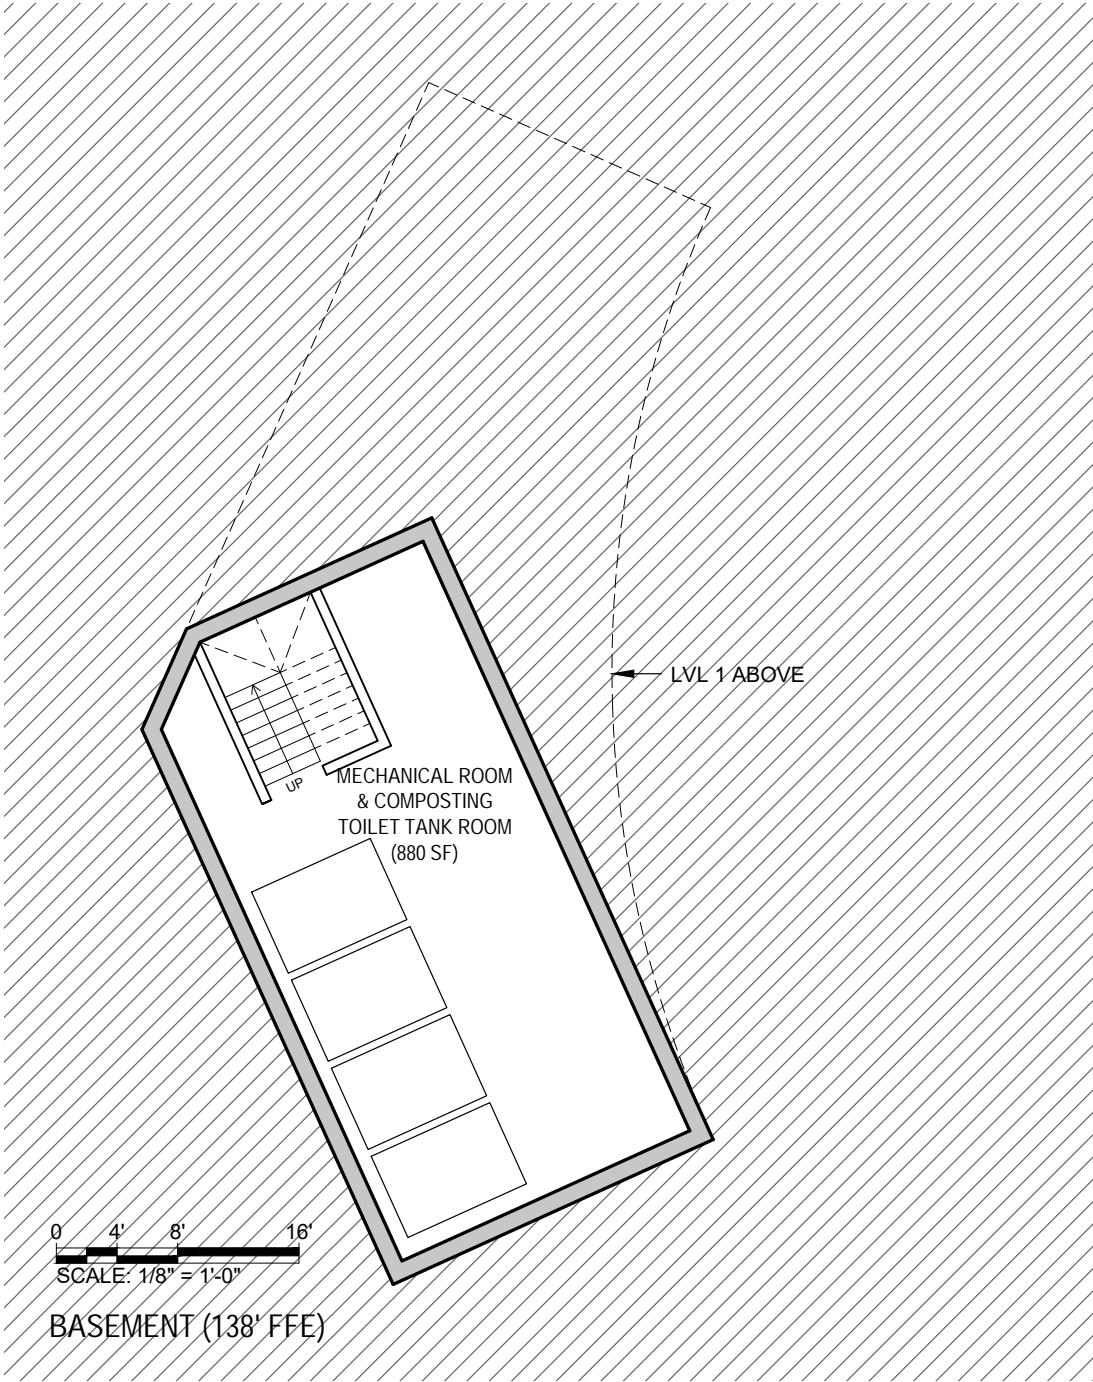 LVL 1 ABOVE
UP
MECHANICAL ROOM
& COMPOSTING
TOILET TANK ROOM
(880 SF)
0 4' 8' 16'
SCALE: 1/8" = 1'-0"
BASEMENT (138' FFE)